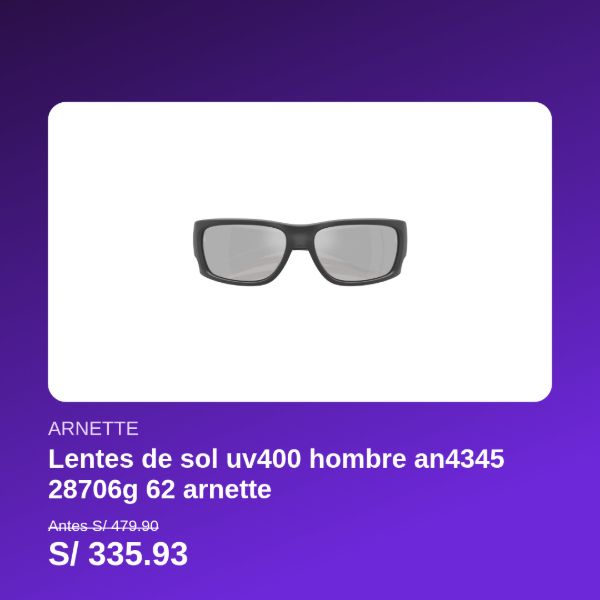 ARNETTE
Lentes de sol uv400 hombre an4345
28706g 62 arnette
Antes S/ 479.90
S/ 335.93